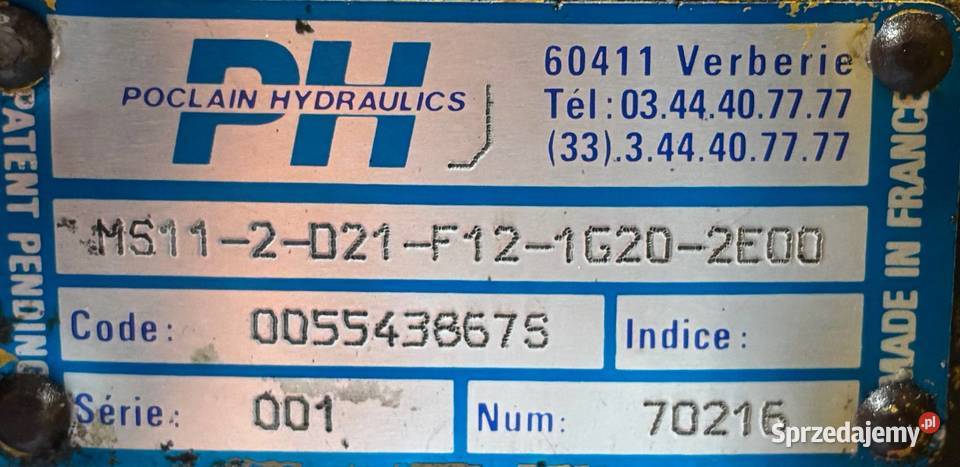 PH
POCLAIN HYDRAULICS
J
60411 Verberie
Tél: 03.44.40.77.77
(33).3.44.40.77.77
PATENT PENDING
MADE IN FRANCE
MS11-2-D21-F12-1G20-2E00
Code: 005543867S
Indice:
Série: 001
Num: 70216
Sprzedajemy.pl